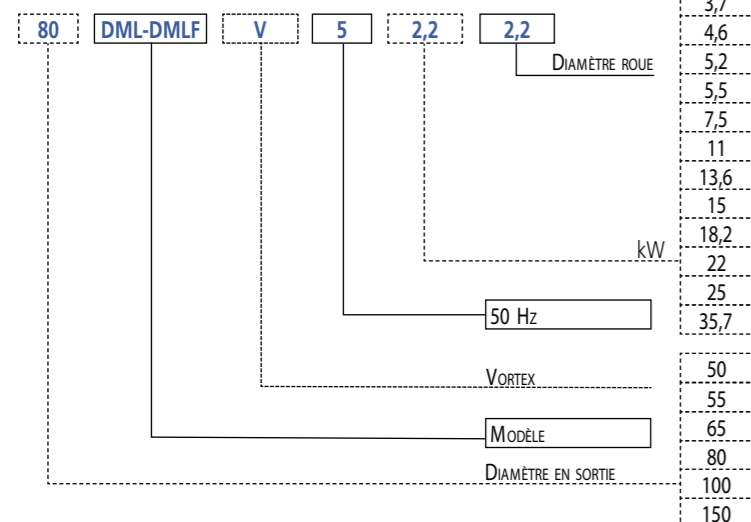 3,7
80 DML-DMLF V 5 2,2 2,2
4,6
Diamètre roue
5,2
5,5
7,5
11
13,6
15
18,2
kW
22
25
50 Hz
35,7
Vortex
50
55
65
Modèle
80
Diamètre en sortie
100
150